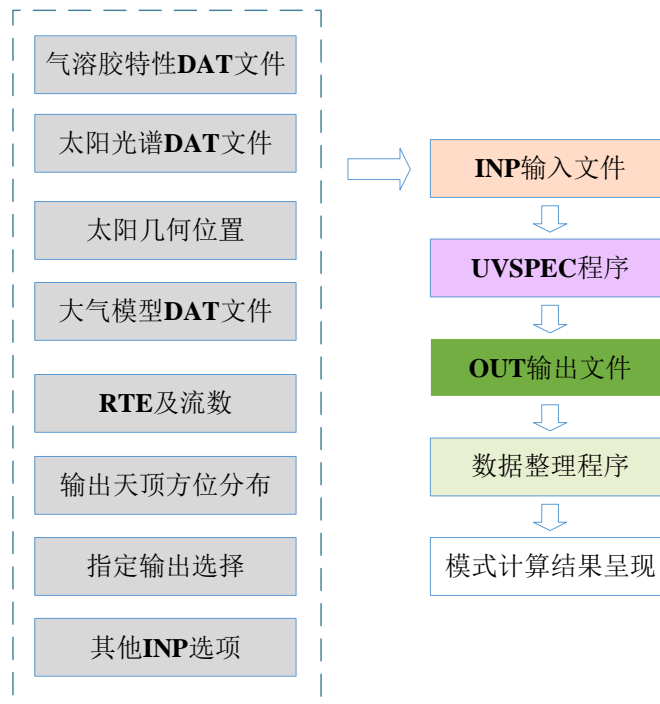 气溶胶特性DAT文件
太阳光谱DAT文件
太阳几何位置
大气模型DAT文件
RTE及流数
输出天顶方位分布
指定输出选择
其他INP选项
INP输入文件
UVSPEC程序
OUT输出文件
数据整理程序
模式计算结果呈现